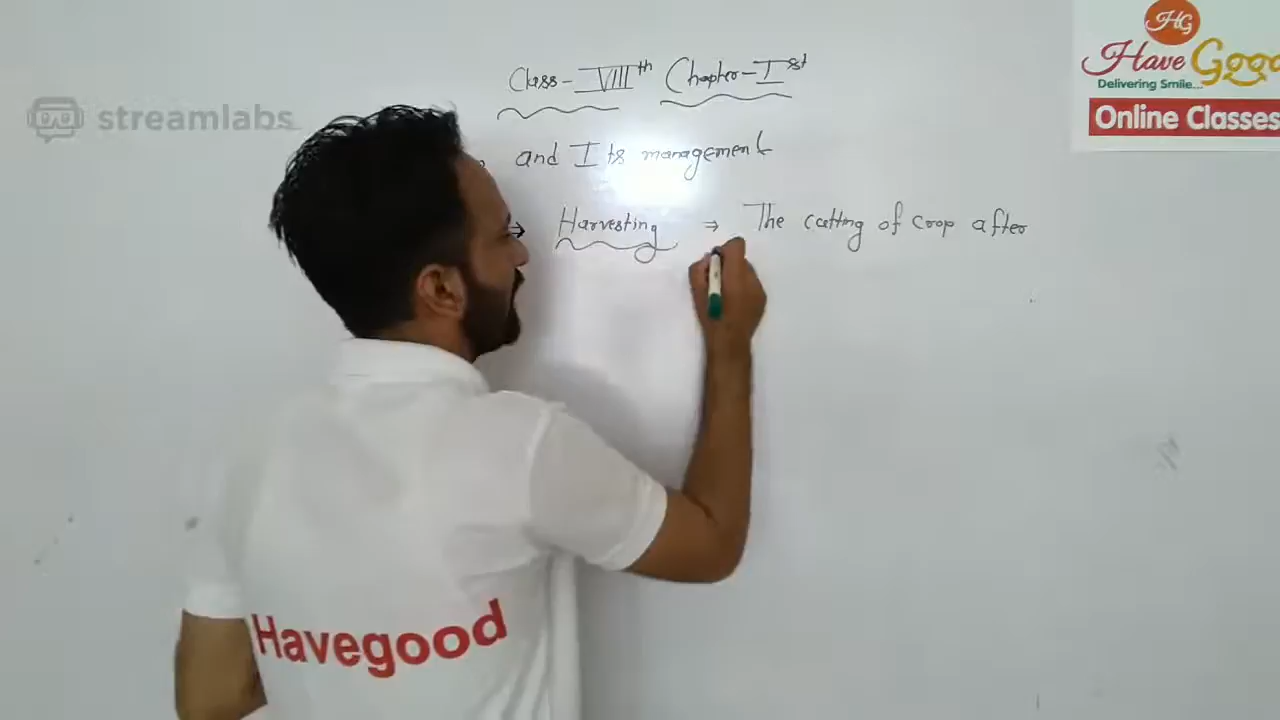 Class-VIIIth Chapter-Ist
and Its management
⇒ Harvesting ⇒ The cutting of crop after
streamlabs
HG
Have Good
Delivering Smile...
Online Classes
Havegood